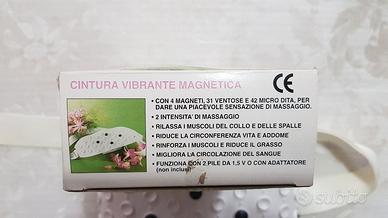 CINTURA VIBRANTE MAGNETICA
CE
• CON 4 MAGNETI, 31 VENTOSE E 42 MICRO DITA, PER
DARE UNA PIACEVOLE SENSAZIONE DI MASSAGGIO.
• 2 INTENSITA' DI MASSAGGIO
• RILASSA I MUSCOLI DEL COLLO E DELLE SPALLE
• RIDUCE LA CIRCONFERENZA VITA E ADDOME
• RINFORZA I MUSCOLI E RIDUCE IL GRASSO
• MIGLIORA LA CIRCOLAZIONE DEL SANGUE
• FUNZIONA CON 2 PILE DA 1,5 V O CON ADATTATORE
(non inclusi)
subito